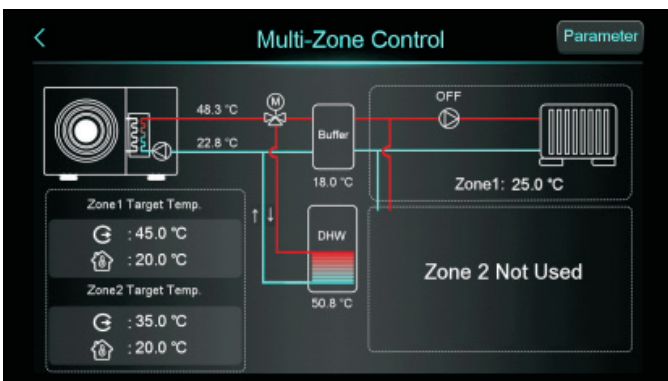 Multi-Zone Control
Parameter
48.3 °C
M
OFF
22.8 °C
Buffer
18.0 °C
Zone1: 25.0 °C
Zone1 Target Temp.
: 45.0 °C
: 20.0 °C
DHW
50.8 °C
Zone 2 Not Used
Zone2 Target Temp.
: 35.0 °C
: 20.0 °C